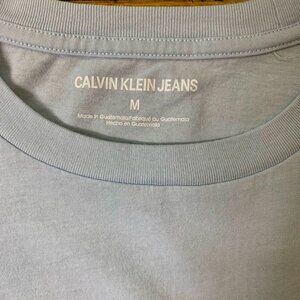 CALVIN KLEIN JEANS
M
Made in Guatemala/Fabriqué au Guatemala
Hecho en Guatemala